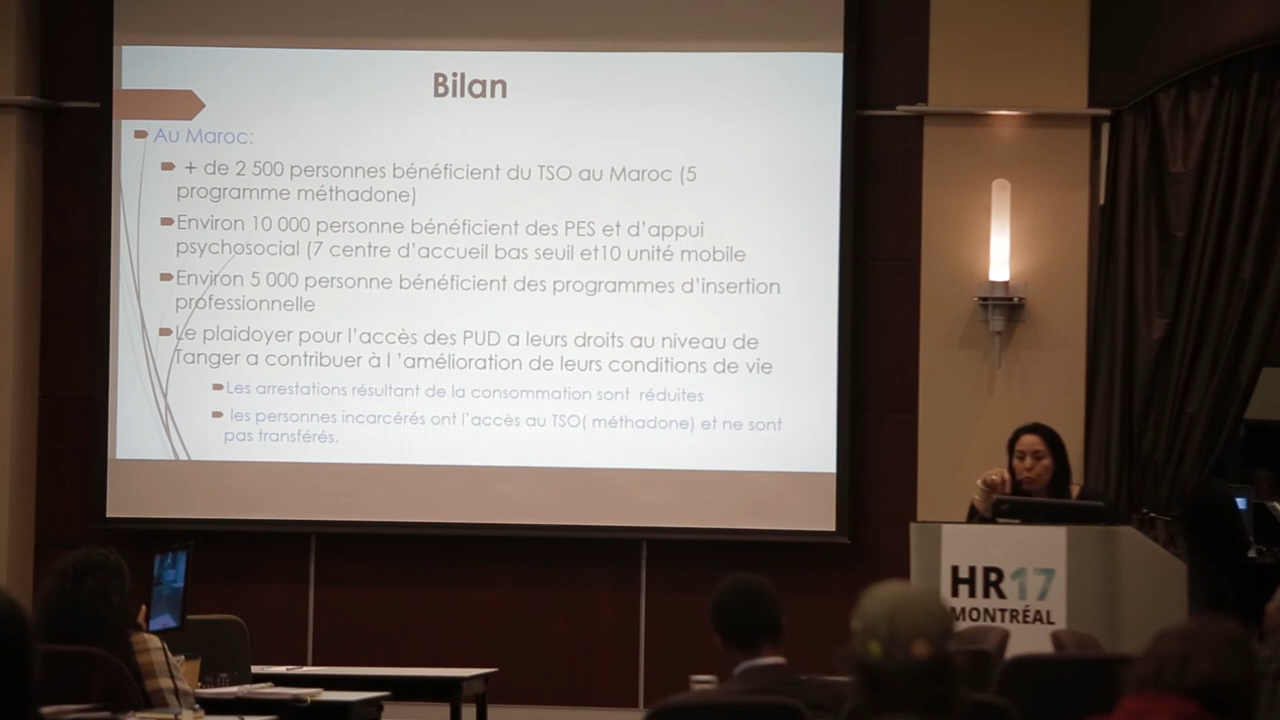 Bilan
Au Maroc:
+ de 2 500 personnes bénéficient du TSO au Maroc (5
programme méthadone)
Environ 10 000 personne bénéficient des PES et d'appui
psychosocial (7 centre d'accueil bas seuil et10 unité mobile
Environ 5 000 personne bénéficient des programmes d'insertion
professionnelle
Le plaidoyer pour l'accès des PUD a leurs droits au niveau de
Tanger a contribuer à l 'amélioration de leurs conditions de vie
Les arrestations résultant de la consommation sont réduites
les personnes incarcérés ont l'accès au TSO( méthadone) et ne sont
pas transférés.
HR17
MONTRÉAL